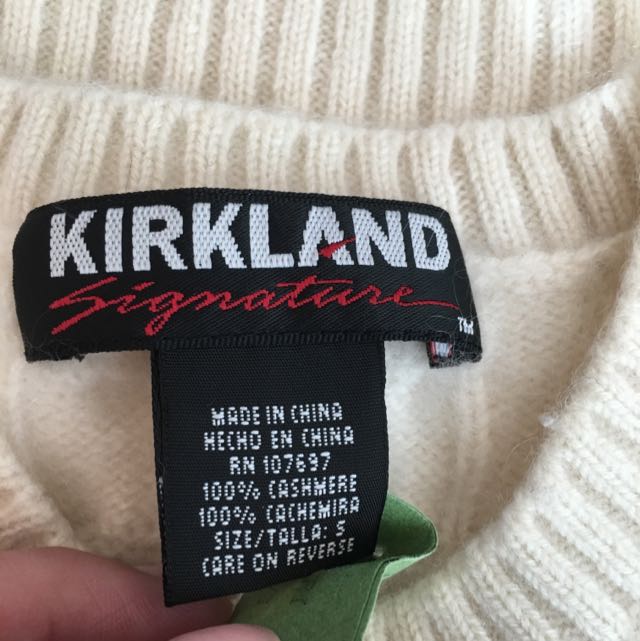 KIRKLAND
Signature
TM
MADE IN CHINA
HECHO EN CHINA
RN 107697
100% CASHMERE
100% CACHEMIRA
SIZE/TALLA: S
CARE ON REVERSE